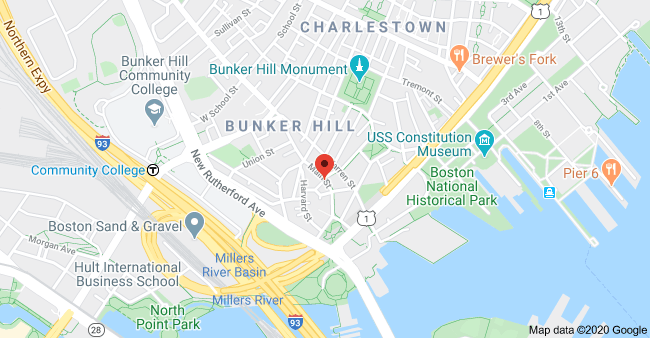 CHARLESTOWN
1
13th St
Sullivan St
School St
Brewer's Fork
Northern Expy
Bunker Hill
Community
College
Bunker Hill Monument
Tremont St
3rd Ave
1st Ave
W School St
BUNKER HILL
8th St
USS Constitution
Museum
93
Union St
Community College
T
Main St
Warren St
Boston
National
Historical Park
Pier 6
New Rutherford Ave
Harvard St
1
Boston Sand & Gravel
Morgan Ave
Millers
River Basin
Hult International
Business School
Millers River
North
Point Park
28
93
Map data ©2020 Google